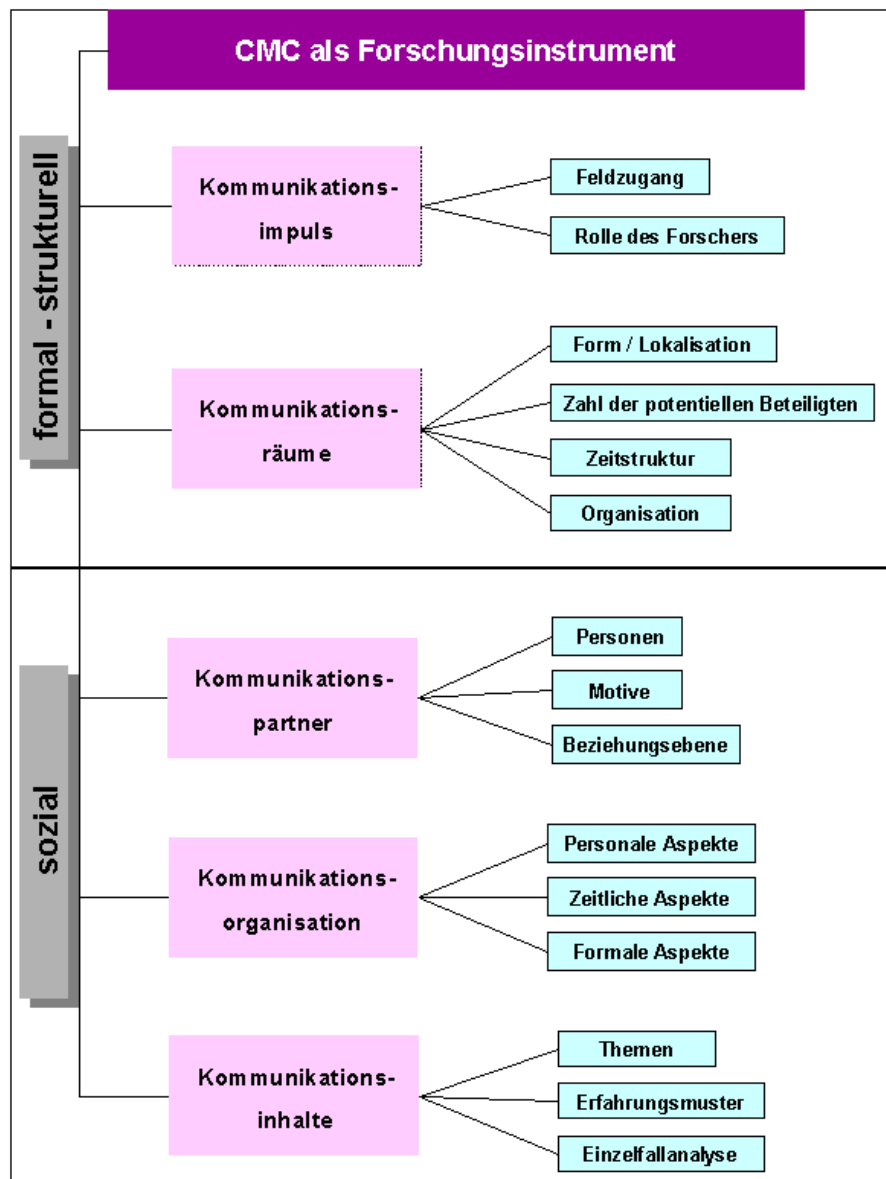 CMC als Forschungsinstrument
formal - strukturell
Kommunikations-
impuls
Feldzugang
Rolle des Forschers
Kommunikations-
räume
Form / Lokalisation
Zahl der potentiellen Beteiligten
Zeitstruktur
Organisation
sozial
Kommunikations-
partner
Personen
Motive
Beziehungsebene
Kommunikations-
organisation
Personale Aspekte
Zeitliche Aspekte
Formale Aspekte
Kommunikations-
inhalte
Themen
Erfahrungsmuster
Einzelfallanalyse